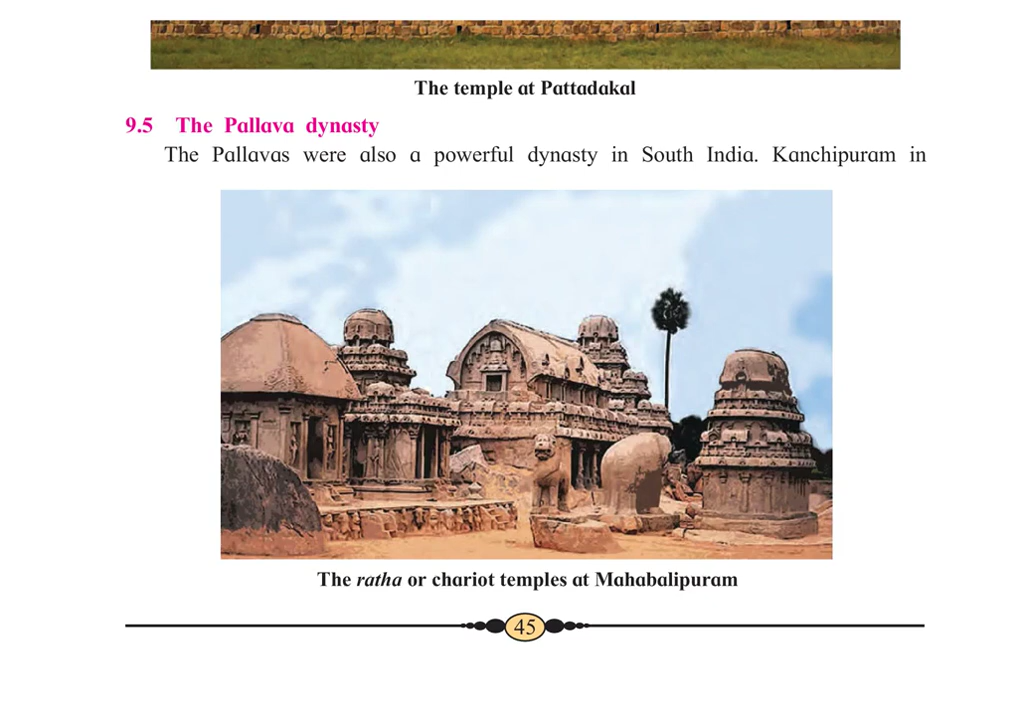 The temple at Pattadakal
9.5 The Pallava dynasty
The Pallavas were also a powerful dynasty in South India. Kanchipuram in
The ratha or chariot temples at Mahabalipuram
45